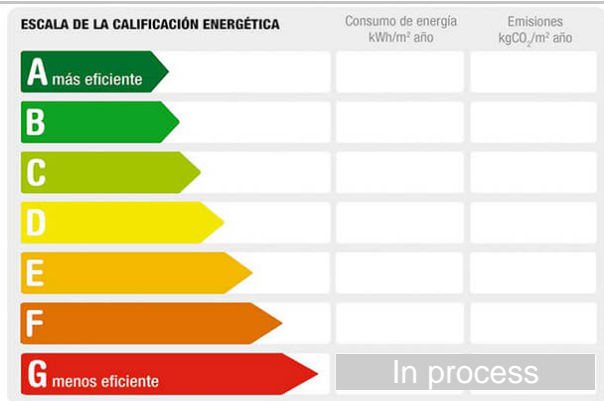 ESCALA DE LA CALIFICACIÓN ENERGÉTICA
Consumo de energía
kWh/m² año
Emisiones
kgCO₂/m² año
A más eficiente
B
C
D
E
F
G menos eficiente
In process